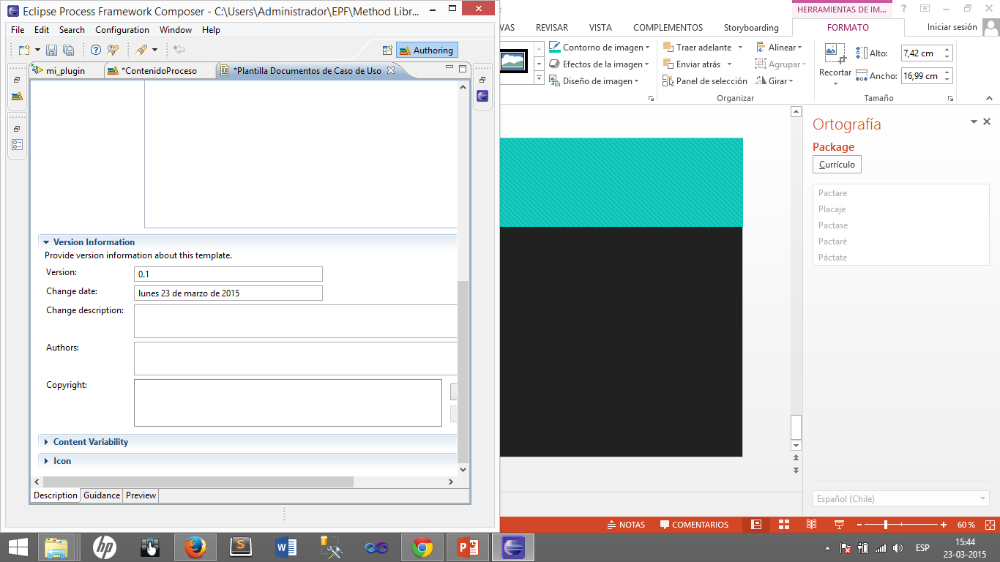 Eclipse Process Framework Composer - C:\Users\Administrador\EPF\Method Libr...
File Edit Search Configuration Window Help
Authoring
mi_plugin *ContenidoProceso *Plantilla Documentos de Caso de Uso
Version Information
Provide version information about this template.
Version: 0.1
Change date: lunes 23 de marzo de 2015
Change description:
Authors:
Copyright:
Content Variability
Icon
Description Guidance Preview
HERRAMIENTAS DE IM...
VAS REVISAR VISTA COMPLEMENTOS Storyboarding FORMATO Iniciar sesión
Contorno de imagen
Efectos de la imagen
Diseño de imagen
Traer adelante
Enviar atrás
Panel de selección
Alinear
Agrupar
Girar
Organizar
Recortar
Alto: 7,42 cm
Ancho: 16,99 cm
Tamaño
Ortografía
Package
Currículo
Pactare
Placaje
Pactase
Pactaré
Páctate
Español (Chile)
NOTAS COMENTARIOS 60 %
hp S W P
ESP
15:44
23-03-2015